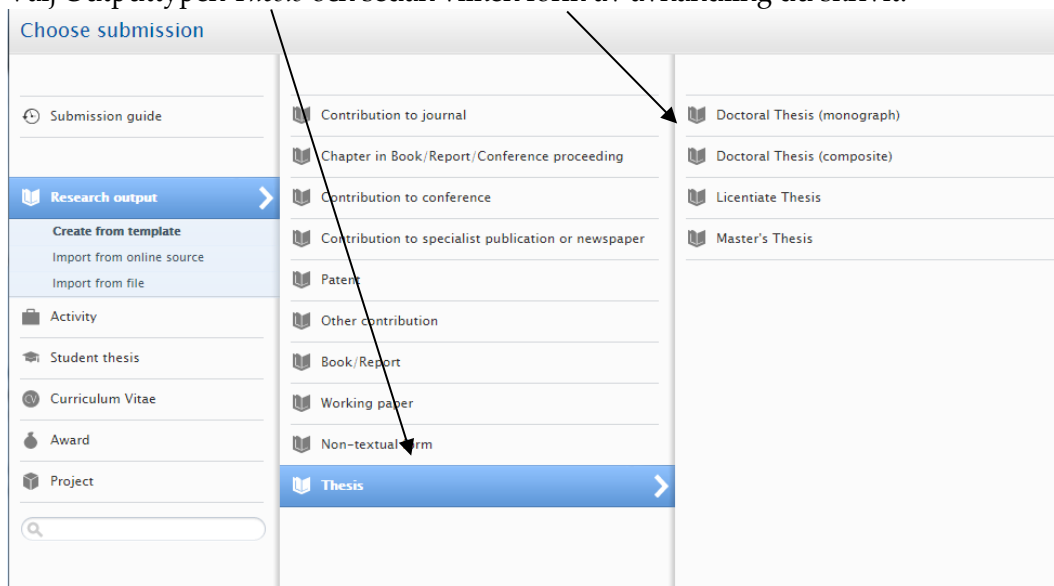 Välj Outputtypen Thesis och sedan vilken form av avhandling du skrivit.
Choose submission
Submission guide
Research output
Create from template
Import from online source
Import from file
Activity
Student thesis
CV Curriculum Vitae
Award
Project
Contribution to journal
Chapter in Book/Report/Conference proceeding
Contribution to conference
Contribution to specialist publication or newspaper
Patent
Other contribution
Book/Report
Working paper
Non-textual form
Thesis
Doctoral Thesis (monograph)
Doctoral Thesis (composite)
Licentiate Thesis
Master's Thesis